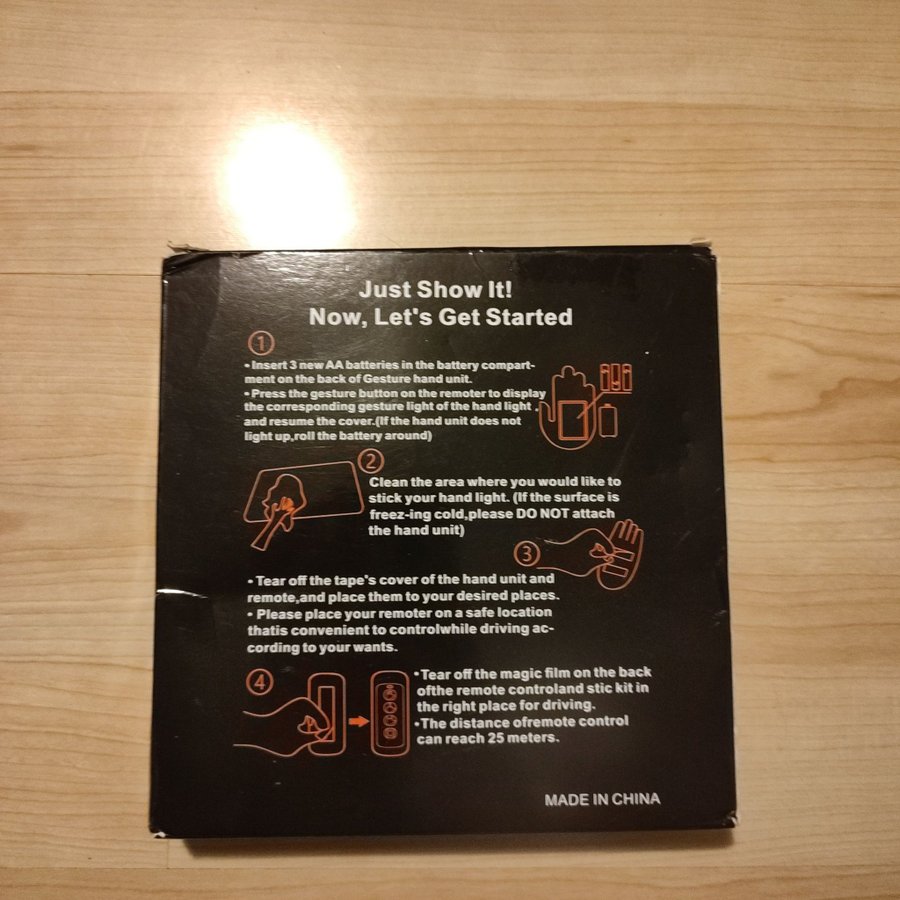 Just Show It!
Now, Let's Get Started
1
• Insert 3 new AA batteries in the battery compart-
ment on the back of Gesture hand unit.
• Press the gesture button on the remoter to display
the corresponding gesture light of the hand light .
and resume the cover.(If the hand unit does not
light up,roll the battery around)
2
Clean the area where you would like to
stick your hand light. (If the surface is
freez-ing cold,please DO NOT attach
the hand unit)
3
• Tear off the tape's cover of the hand unit and
remote,and place them to your desired places.
• Please place your remoter on a safe location
thatis convenient to controlwhile driving ac-
cording to your wants.
4
•Tear off the magic film on the back
ofthe remote controland stic kit in
the right place for driving.
•The distance ofremote control
can reach 25 meters.
MADE IN CHINA